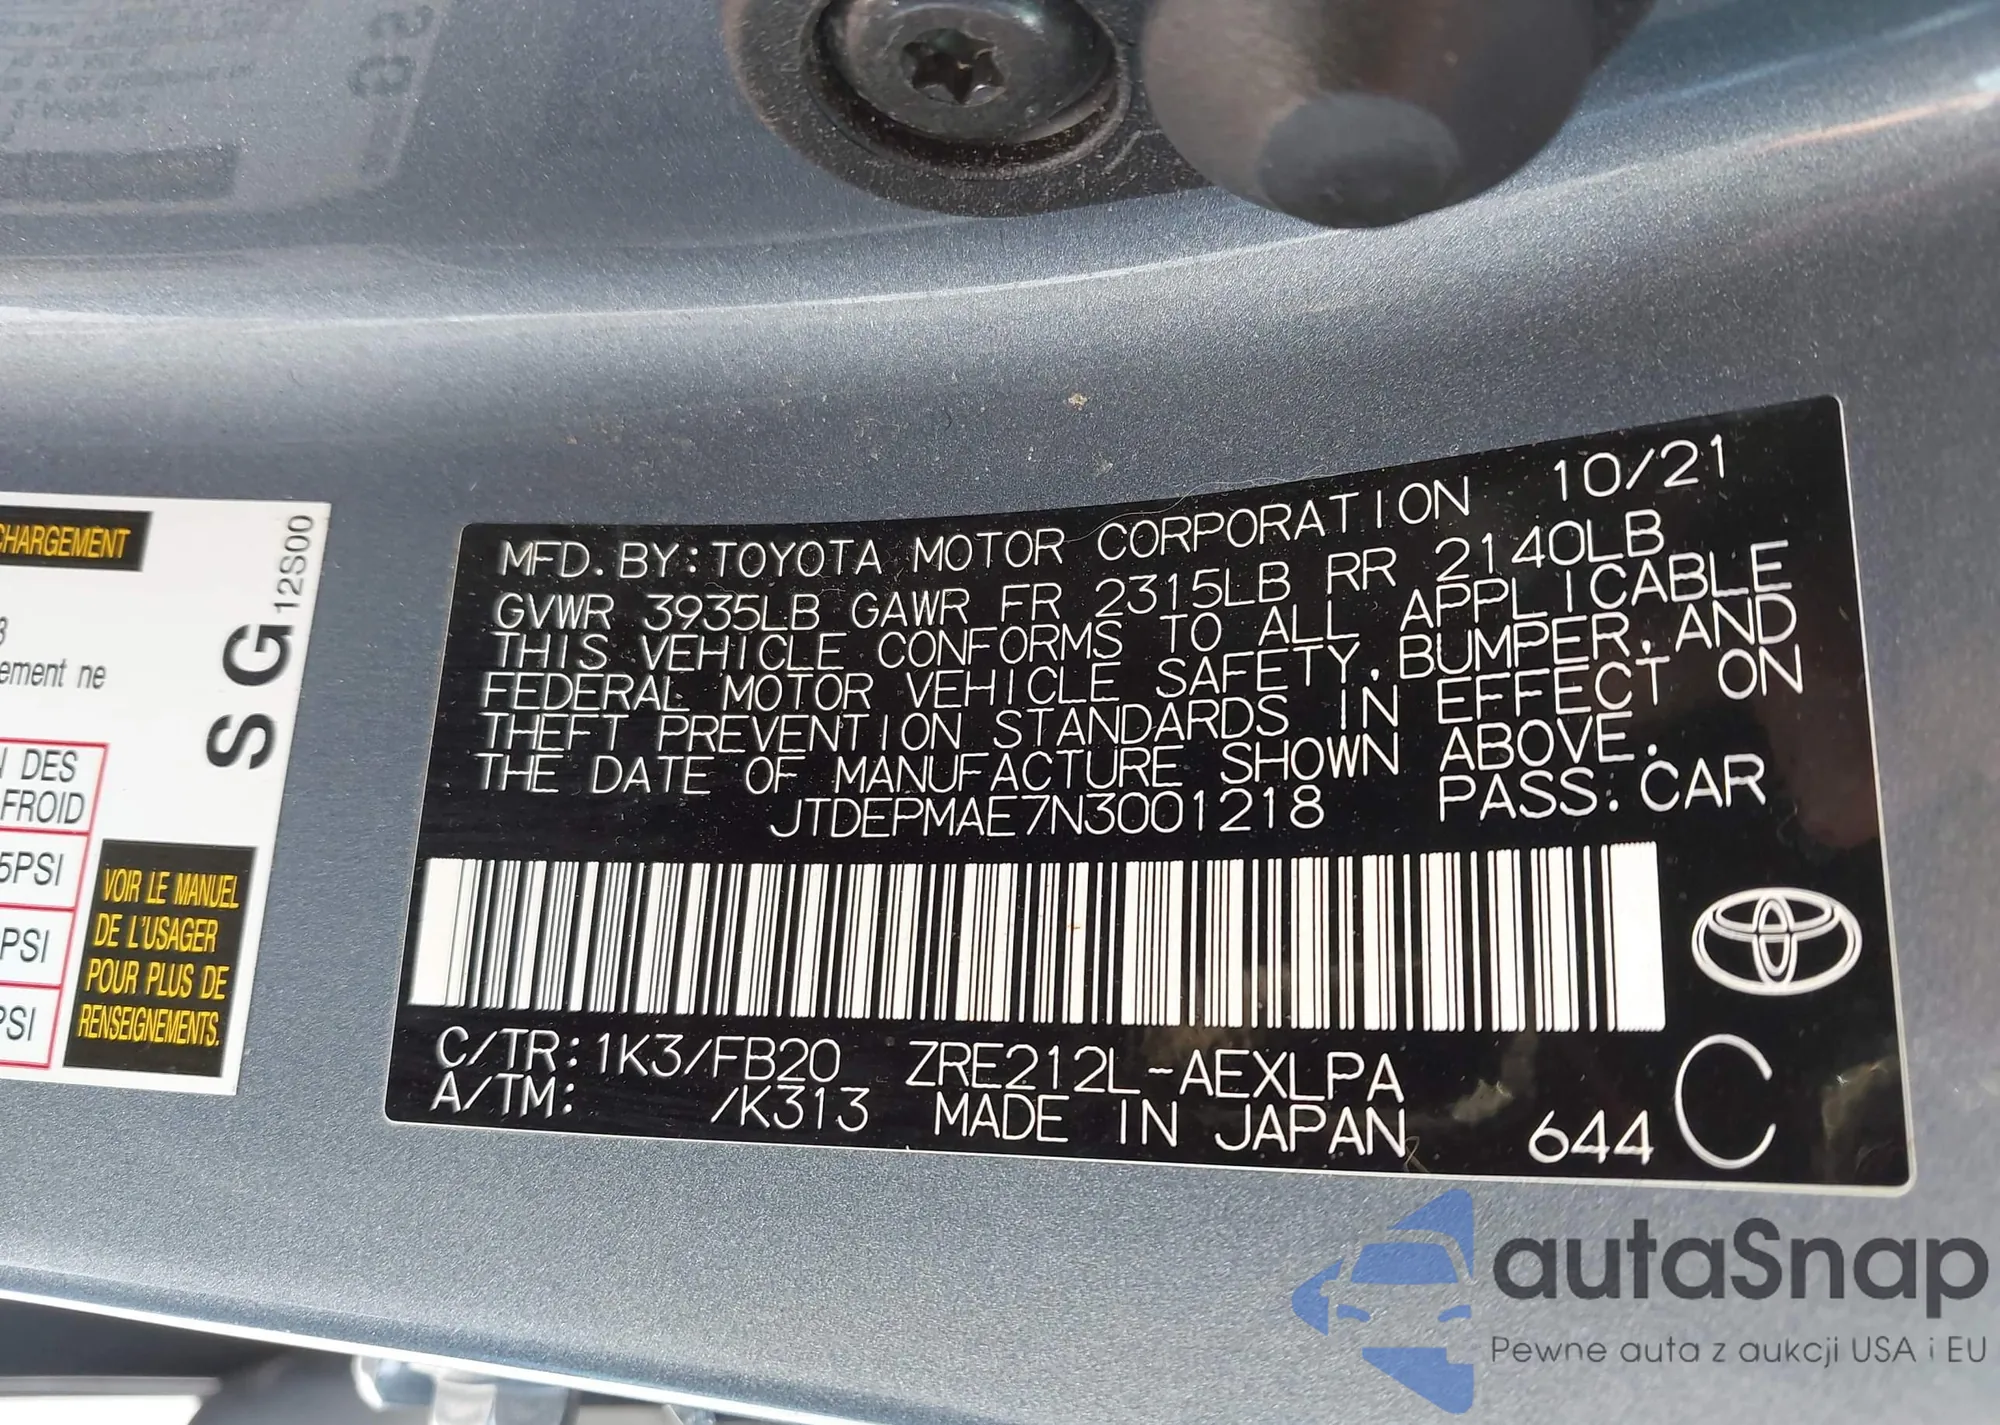 CHARGEMENT
ement ne
N DES
FROID
5PSI
PSI
PSI
SG
12S00
VOIR LE MANUEL
DE L'USAGER
POUR PLUS DE
RENSEIGNEMENTS.
MFD. BY: TOYOTA MOTOR CORPORATION 10/21
GVWR 3935LB GAWR FR 2315LB RR 2140LB
THIS VEHICLE CONFORMS TO ALL APPLICABLE
FEDERAL MOTOR VEHICLE SAFETY, BUMPER, AND
THEFT PREVENTION STANDARDS IN EFFECT ON
THE DATE OF MANUFACTURE SHOWN ABOVE.
JTDEPMAE7N3001218 PASS. CAR
C/TR: 1K3/FB20 ZRE212L-AEXLPA
A/TM: /K313 MADE IN JAPAN 644 C
autaSnap
Pewne auta z aukcji USA i EU